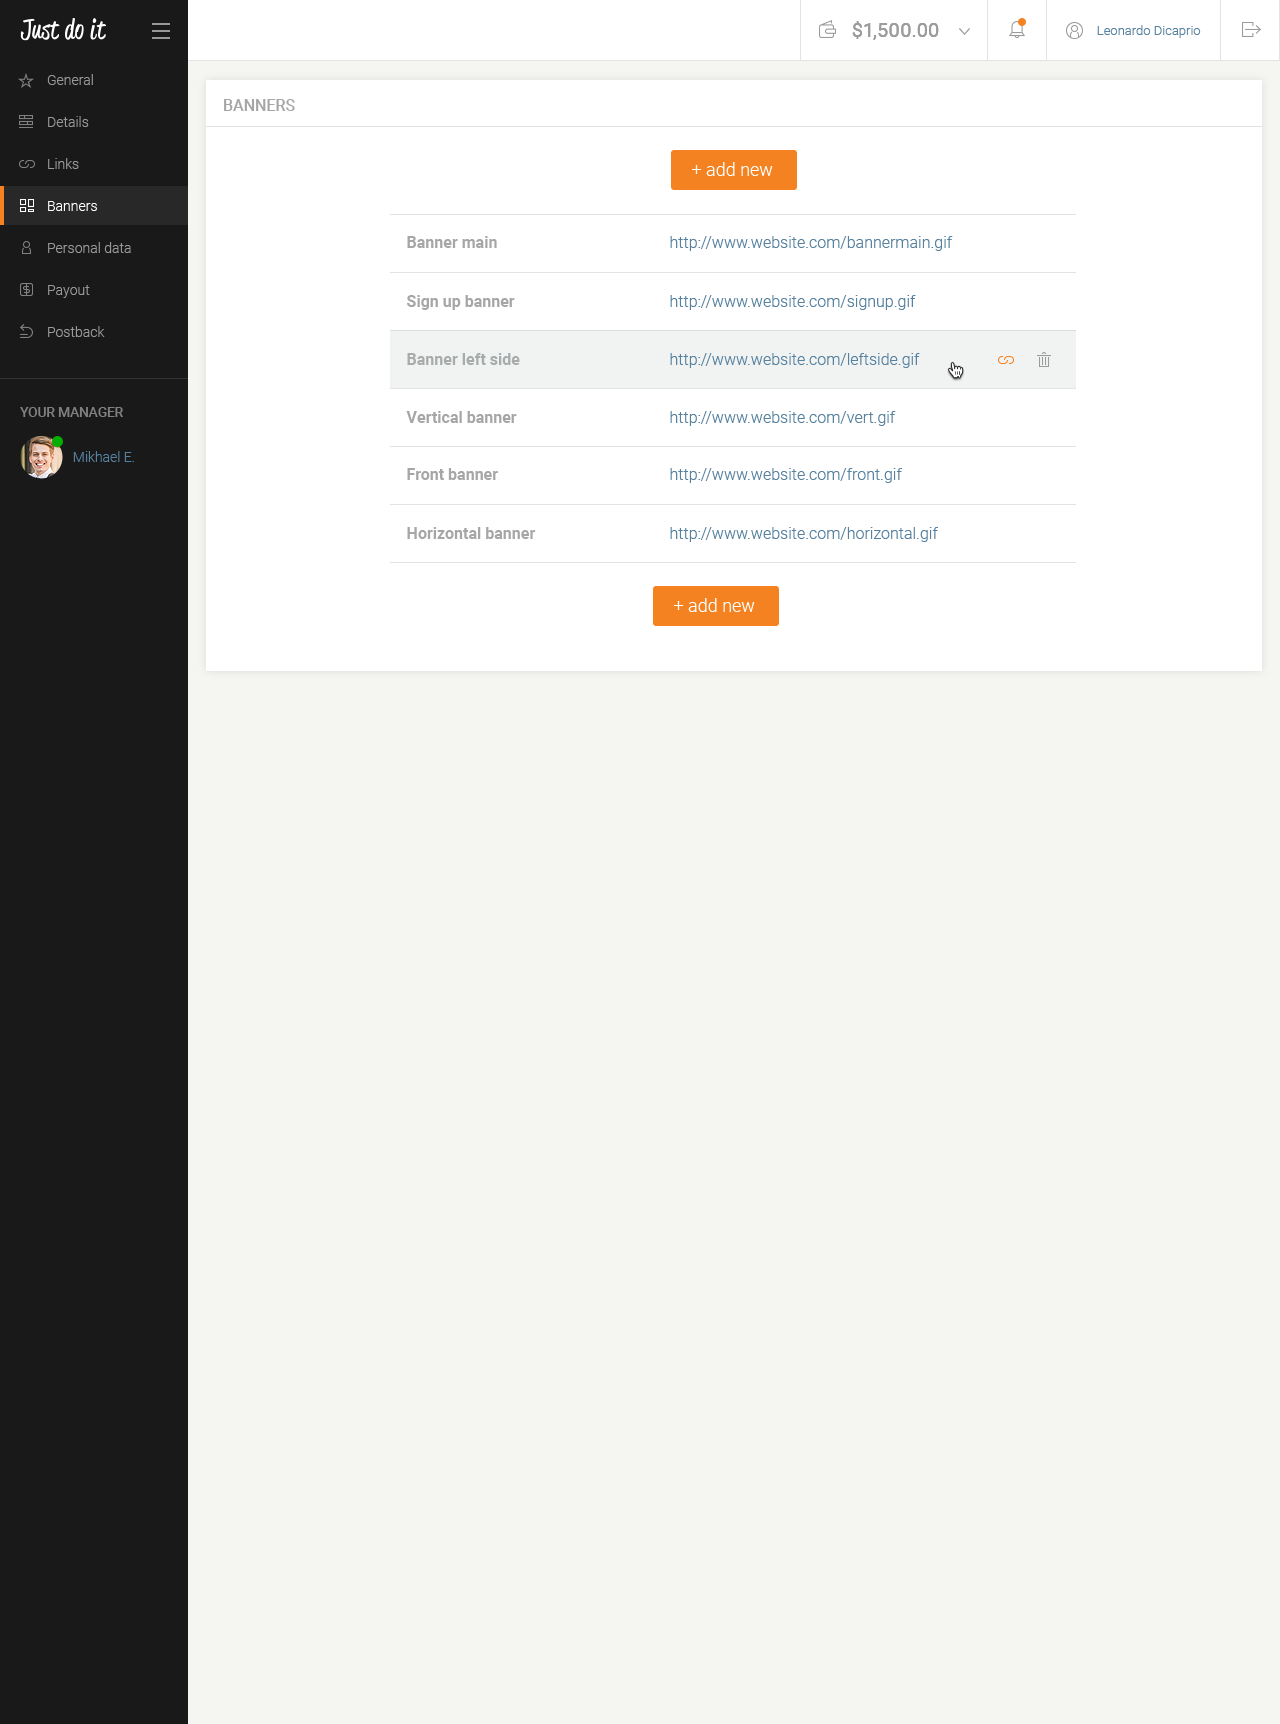 Just do it
$1,500.00
Leonardo Dicaprio
General
Details
Links
Banners
Personal data
Payout
Postback
YOUR MANAGER
Mikhael E.
BANNERS
+ add new
Banner main http://www.website.com/bannermain.gif
Sign up banner http://www.website.com/signup.gif
Banner left side http://www.website.com/leftside.gif
Vertical banner http://www.website.com/vert.gif
Front banner http://www.website.com/front.gif
Horizontal banner http://www.website.com/horizontal.gif
+ add new